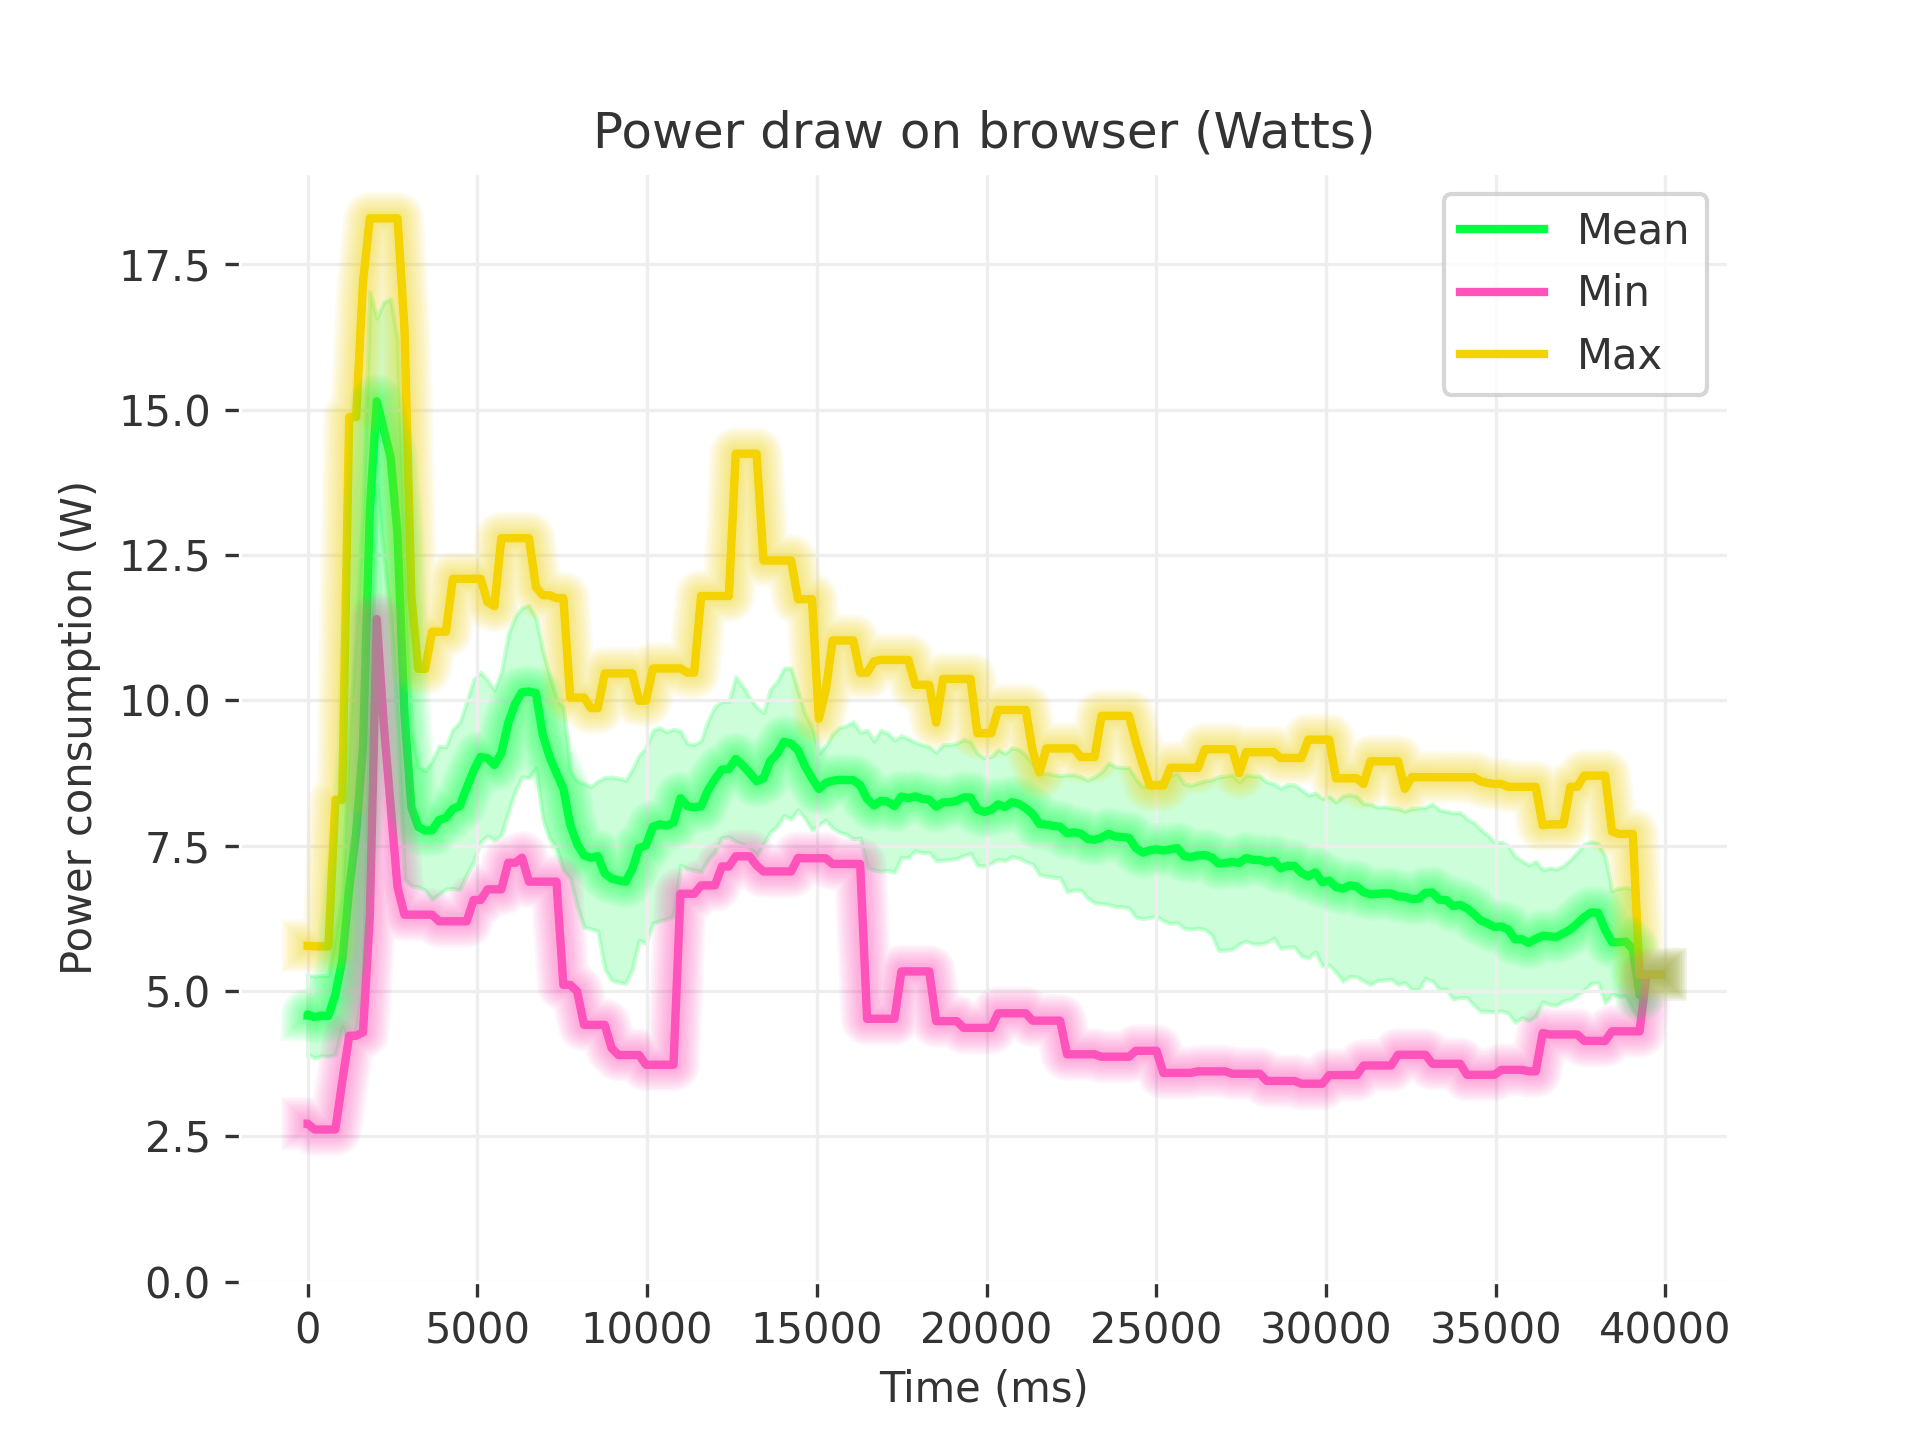 Power draw on browser (Watts)
Mean
Min
Max
Power consumption (W)
17.5
15.0
12.5
10.0
7.5
5.0
2.5
0.0
0 5000 10000 15000 20000 25000 30000 35000 40000
Time (ms)